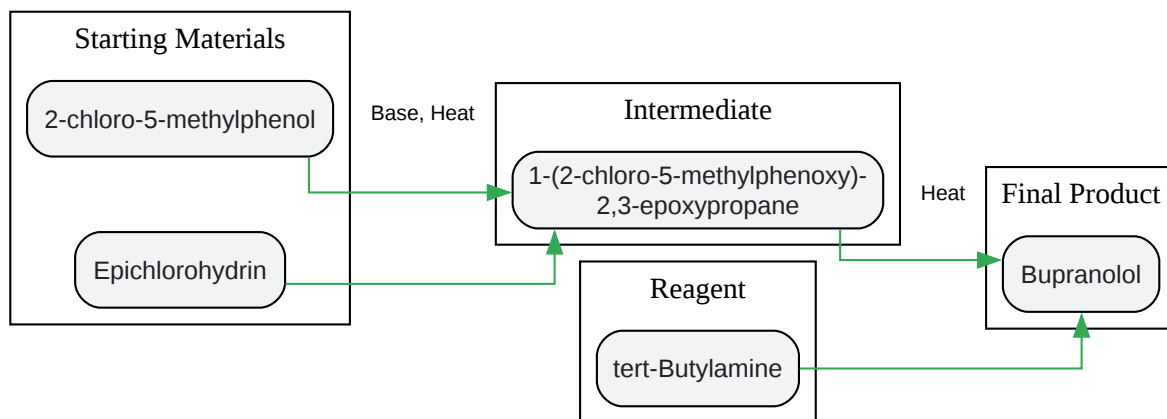 Starting Materials
2-chloro-5-methylphenol
Epichlorohydrin
Base, Heat
Intermediate
1-(2-chloro-5-methylphenoxy)-
2,3-epoxypropane
Reagent
tert-Butylamine
Heat
Final Product
Bupranolol